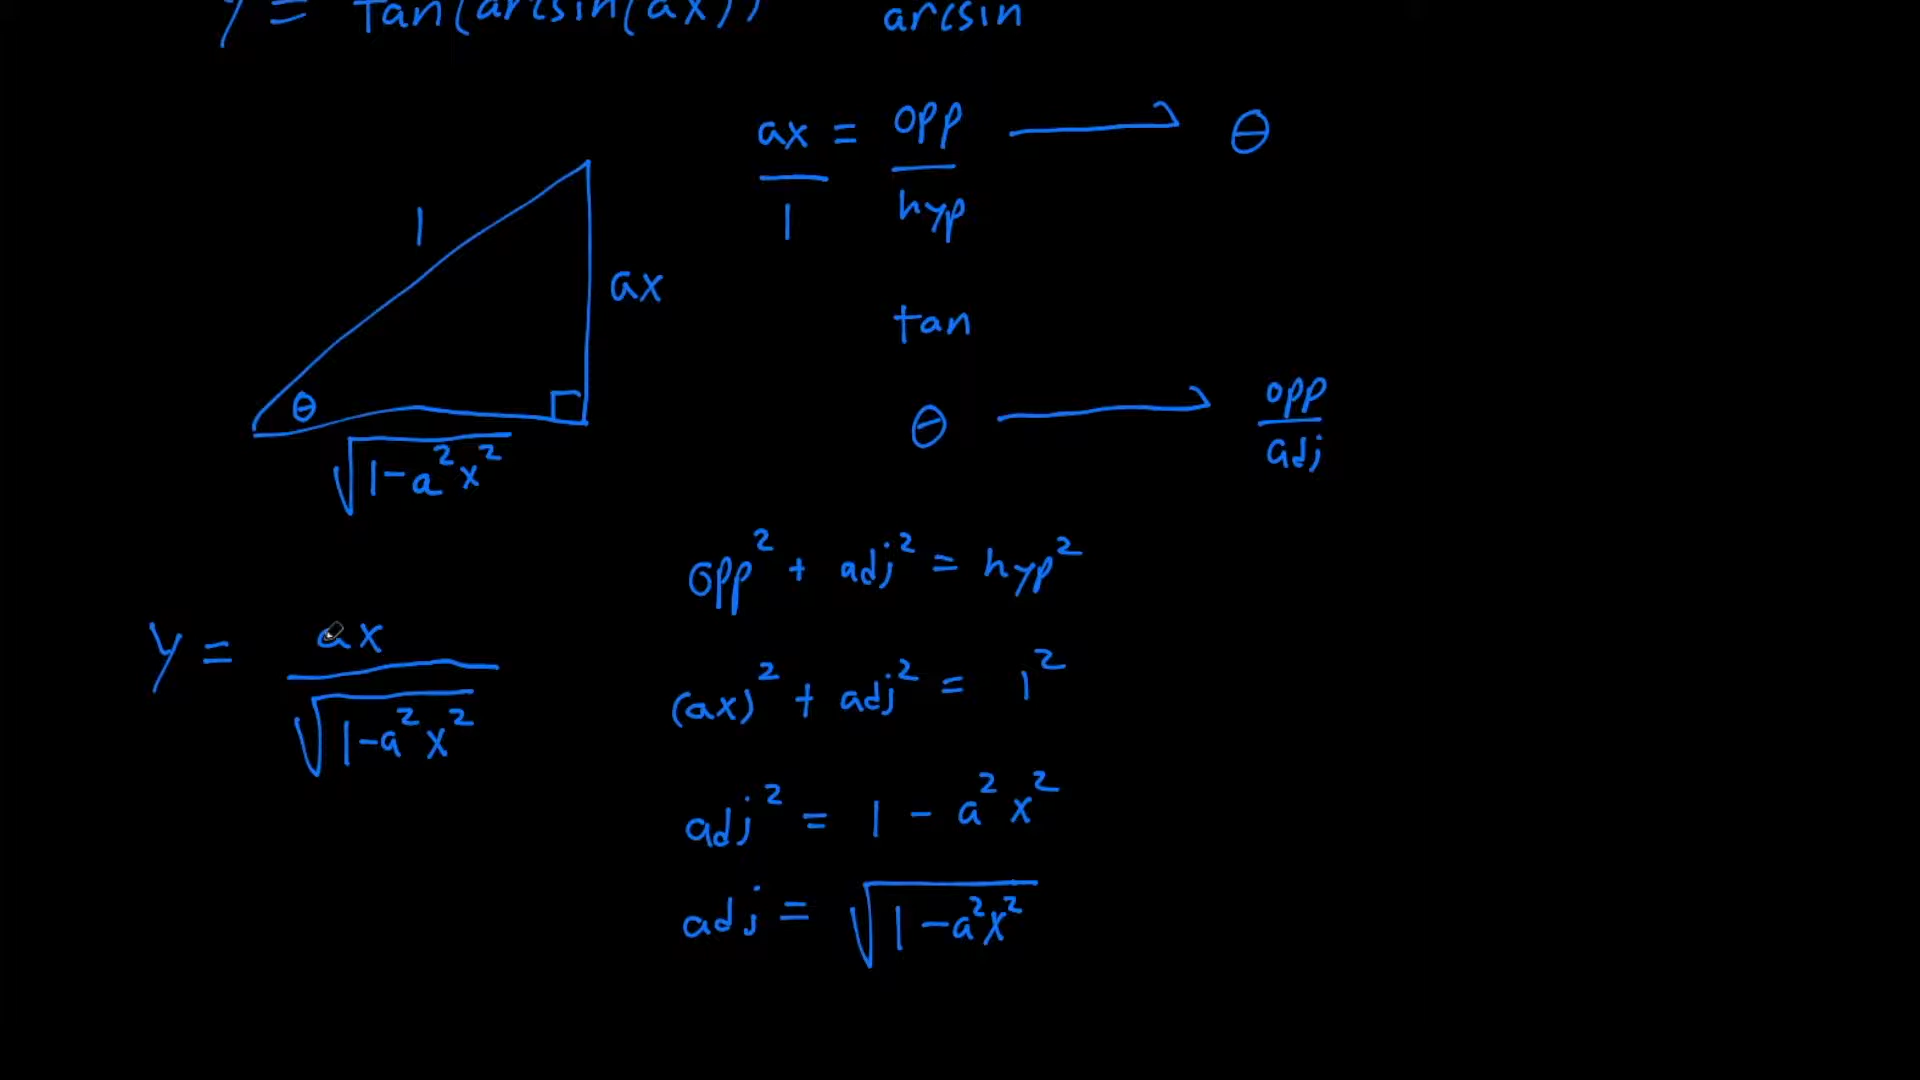 y = tan(arcsin(ax))
arcsin
ax/1 = opp/hyp → θ
1
ax
θ
√(1-a²x²)
tan
θ → opp/adj
opp² + adj² = hyp²
(ax)² + adj² = 1²
adj² = 1 - a²x²
adj = √(1-a²x²)
y = ax/√(1-a²x²)